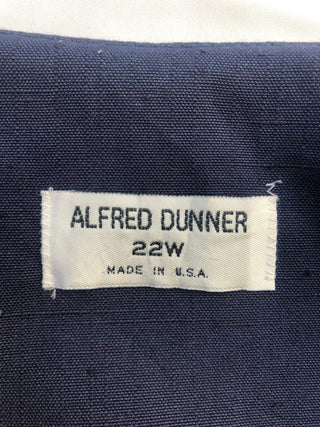 ALFRED DUNNER
22W
MADE IN U.S.A.